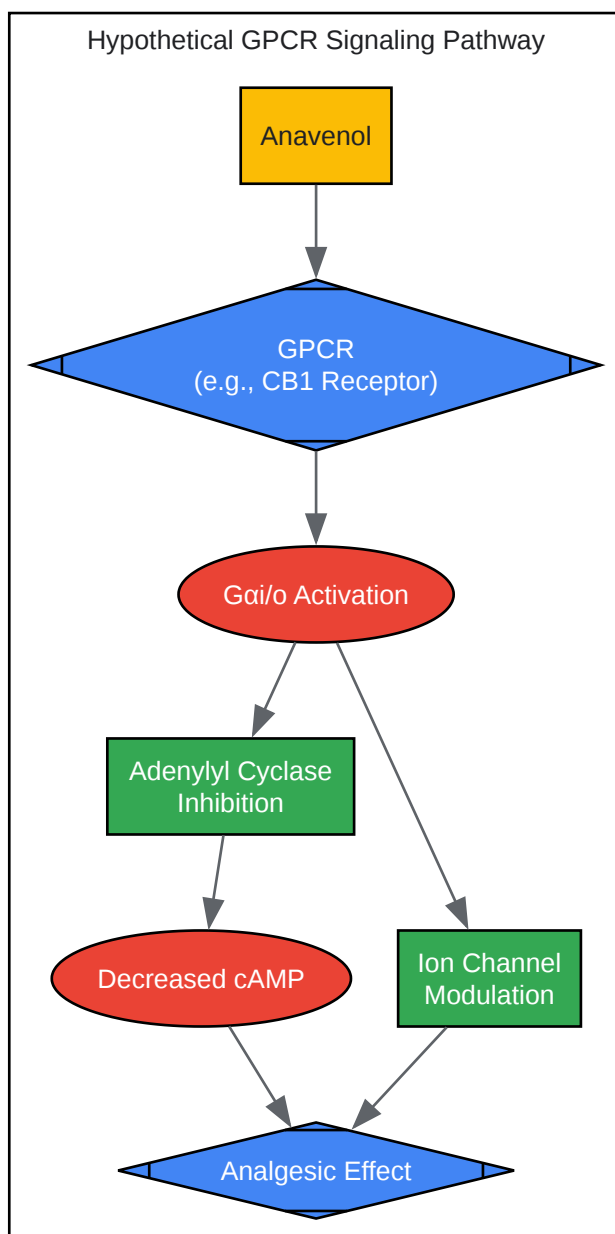 Hypothetical GPCR Signaling Pathway
Anavenol
GPCR
(e.g., CB1 Receptor)
Gαi/o Activation
Adenylyl Cyclase
Inhibition
Decreased cAMP
Ion Channel
Modulation
Analgesic Effect